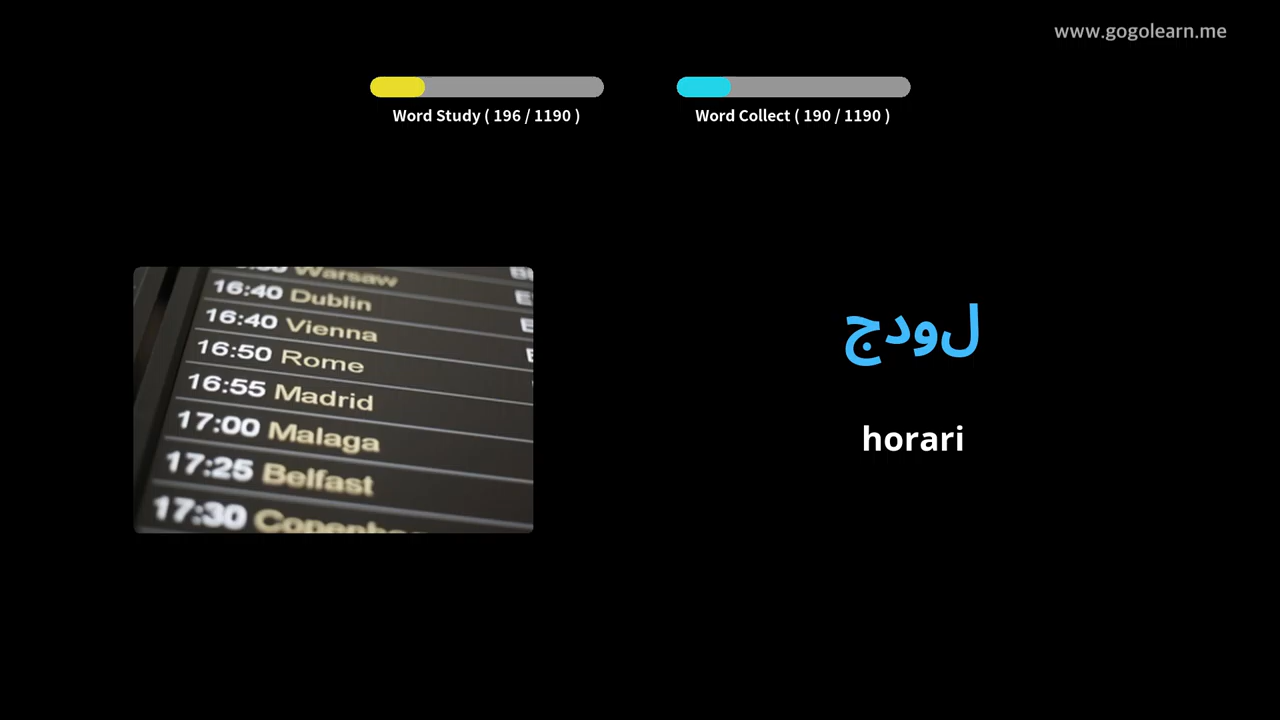 www.gogolearn.me
Word Study ( 196 / 1190 )
Word Collect ( 190 / 1190 )
Warsaw
16:40 Dublin
16:40 Vienna
16:50 Rome
16:55 Madrid
17:00 Malaga
17:25 Belfast
17:30
لودج
horari